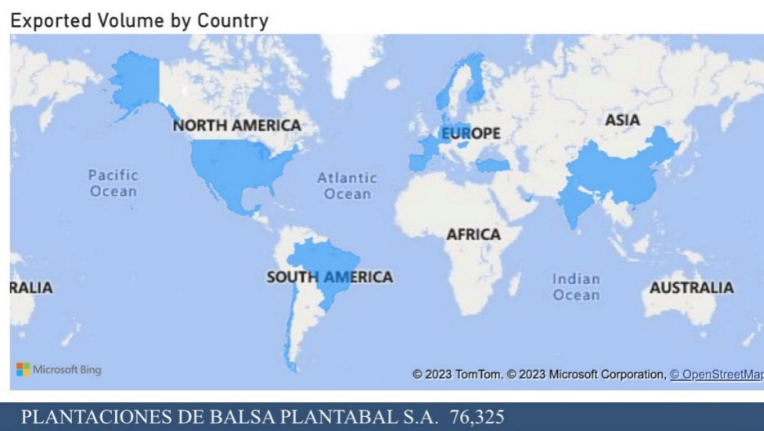 Exported Volume by Country
NORTH AMERICA
EUROPE
ASIA
Pacific
Ocean
Atlantic
Ocean
AFRICA
SOUTH AMERICA
Indian
Ocean
RALIA
AUSTRALIA
Microsoft Bing
© 2023 TomTom, © 2023 Microsoft Corporation, © OpenStreetMap
PLANTACIONES DE BALSA PLANTABAL S.A. 76,325